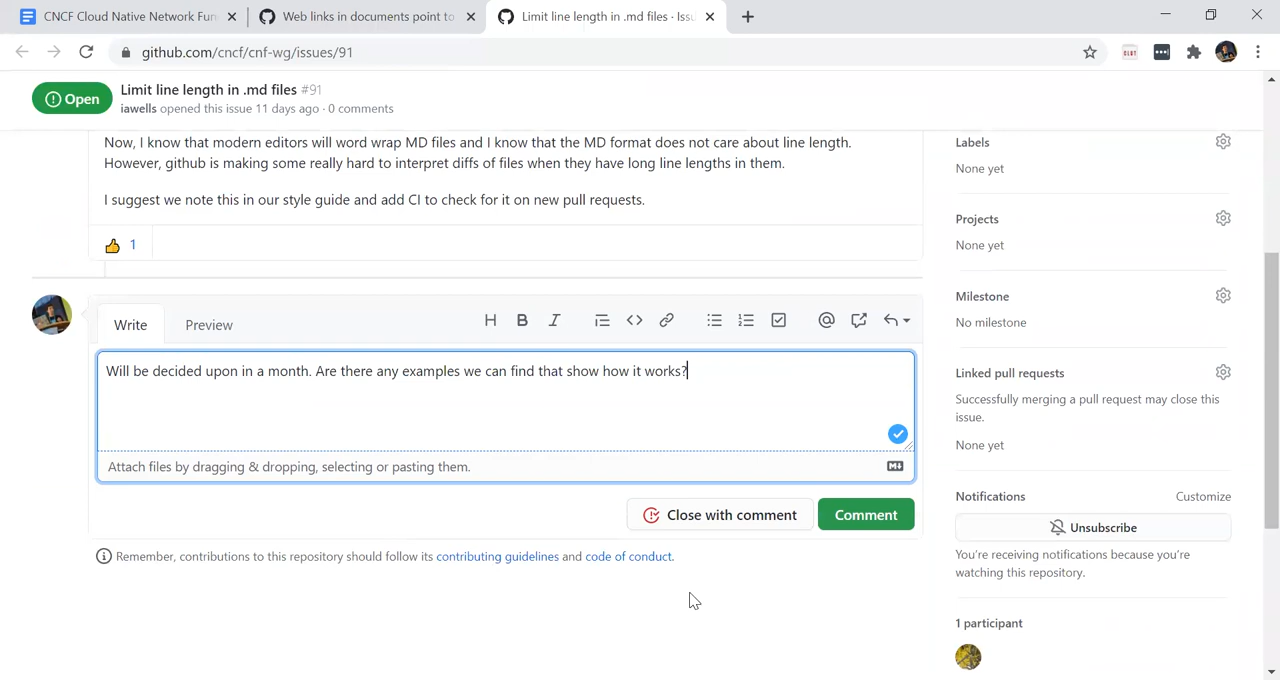 CNCF Cloud Native Network Fun
Web links in documents point to
Limit line length in .md files · Issu
github.com/cncf/cnf-wg/issues/91
Open
Limit line length in .md files #91
iawells opened this issue 11 days ago · 0 comments
Now, I know that modern editors will word wrap MD files and I know that the MD format does not care about line length.
However, github is making some really hard to interpret diffs of files when they have long line lengths in them.
I suggest we note this in our style guide and add CI to check for it on new pull requests.
1
Write
Preview
Will be decided upon in a month. Are there any examples we can find that show how it works?
Attach files by dragging & dropping, selecting or pasting them.
Close with comment
Comment
Remember, contributions to this repository should follow its contributing guidelines and code of conduct.
Labels
None yet
Projects
None yet
Milestone
No milestone
Linked pull requests
Successfully merging a pull request may close this
issue.
None yet
Notifications
Customize
Unsubscribe
You're receiving notifications because you're
watching this repository.
1 participant